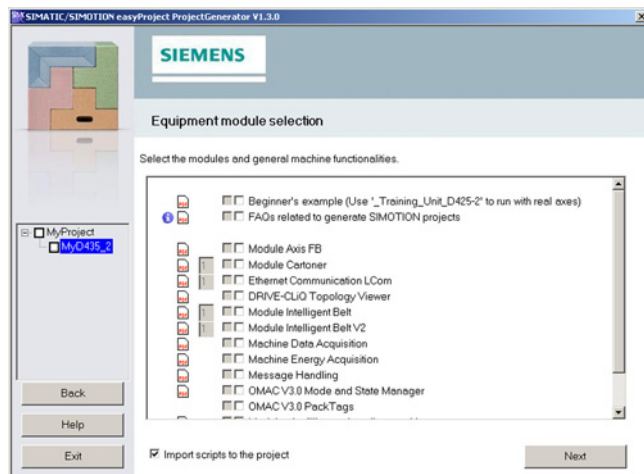 SIMATIC/SIMOTION easyProject ProjectGenerator V1.3.0
SIEMENS
Equipment module selection
Select the modules and general machine functionalities.
Beginner's example (Use '_Training_Unit_D425-2' to run with real axes)
FAQs related to generate SIMOTION projects
Module Axis FB
1 Module Cartoner
1 Ethernet Communication LCom
DRIVE-CLiQ Topology Viewer
1 Module Intelligent Belt
1 Module Intelligent Belt V2
Machine Data Acquisition
Machine Energy Acquisition
Message Handling
OMAC V3.0 Mode and State Manager
OMAC V3.0 PackTags
MyProject
MyD435_2
Back
Help
Exit
Import scripts to the project
Next